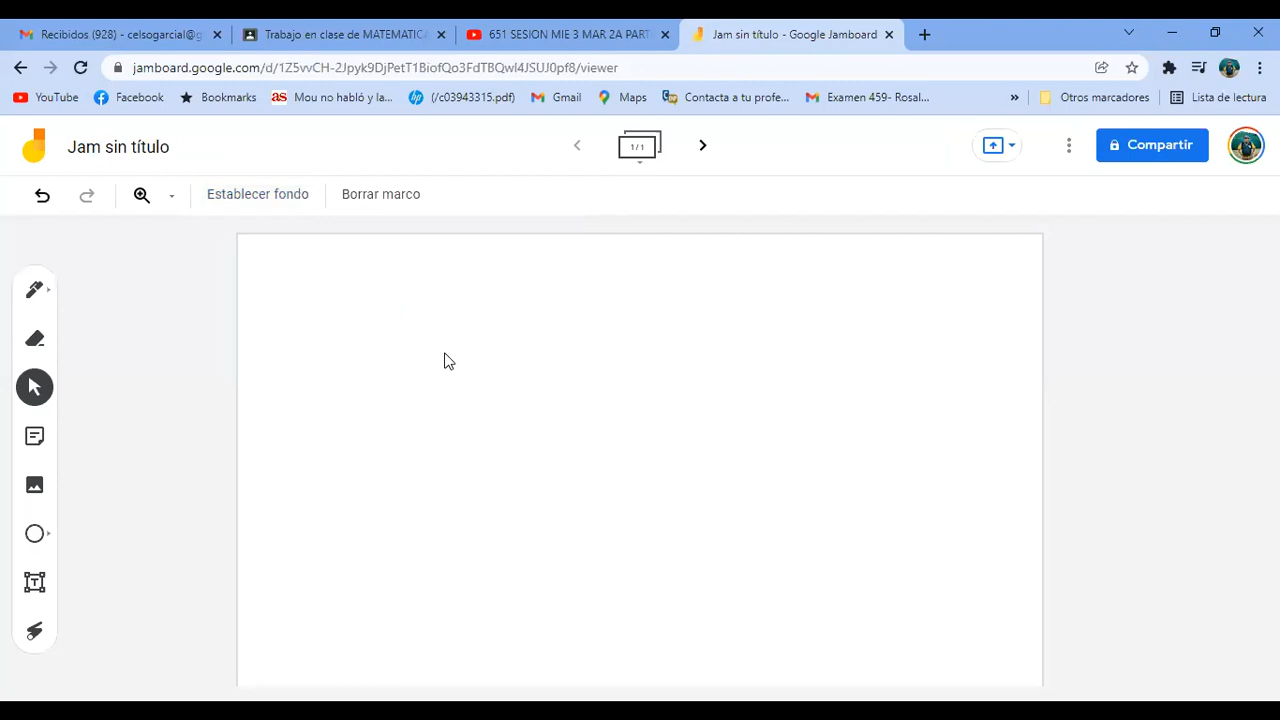 Recibidos (928) - celsogarcial@g
Trabajo en clase de MATEMATICA
651 SESION MIE 3 MAR 2A PART
Jam sin título - Google Jamboard
jamboard.google.com/d/1Z5vvCH-2Jpyk9DjPetT1BiofQo3FdTBQwl4JSUJ0pf8/viewer
YouTube
Facebook
Bookmarks
as Mou no habló y la...
hp (/c03943315.pdf)
Gmail
Maps
Contacta a tu profe...
Examen 459- Rosal...
»
Otros marcadores
Lista de lectura
Jam sin título
1/1
Compartir
Establecer fondo
Borrar marco